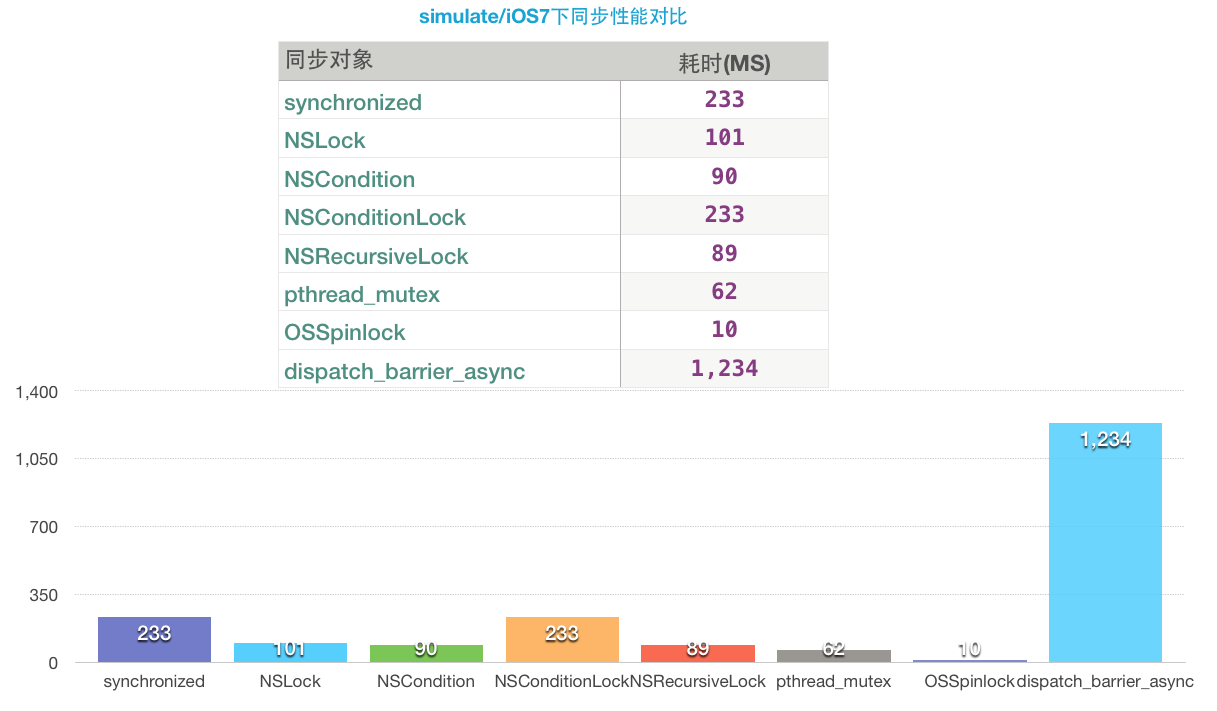 simulate/iOS7下同步性能对比
同步对象 耗时(MS)
synchronized 233
NSLock 101
NSCondition 90
NSConditionLock 233
NSRecursiveLock 89
pthread_mutex 62
OSSpinlock 10
dispatch_barrier_async 1,234
1,400
1,050
700
350
0
233 101 90 233 89 62 10 1,234
synchronized NSLock NSCondition NSConditionLock NSRecursiveLock pthread_mutex OSSpinlock dispatch_barrier_async